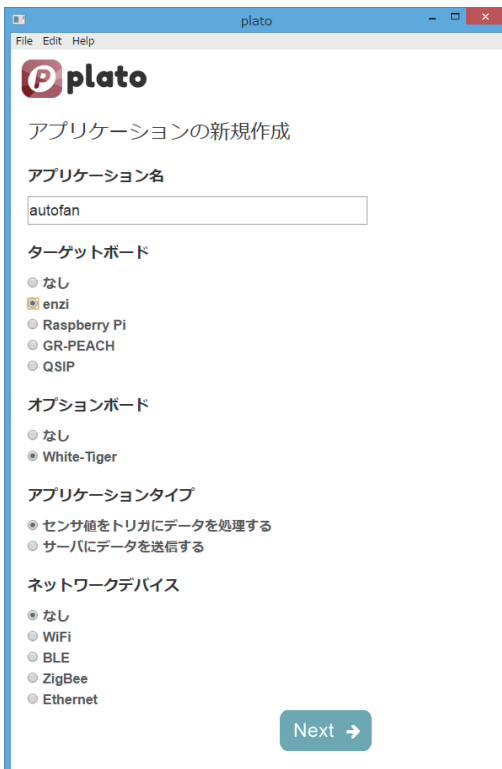 plato
File Edit Help
plato
アプリケーションの新規作成
アプリケーション名
autofan
ターゲットボード
なし
enzi
Raspberry Pi
GR-PEACH
QSIP
オプションボード
なし
White-Tiger
アプリケーションタイプ
センサ値をトリガにデータを処理する
サーバにデータを送信する
ネットワークデバイス
なし
WiFi
BLE
ZigBee
Ethernet
Next